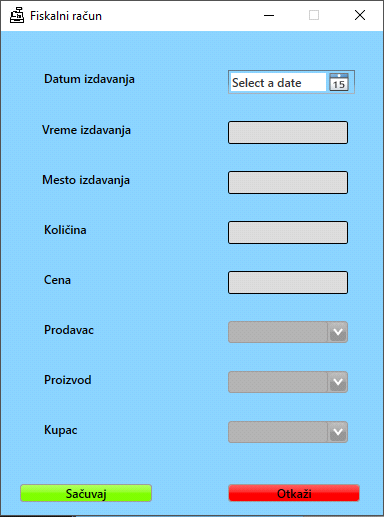 Fiskalni račun
Datum izdavanja
Select a date
15
Vreme izdavanja
Mesto izdavanja
Količina
Cena
Prodavac
Proizvod
Kupac
Sačuvaj
Otkaži